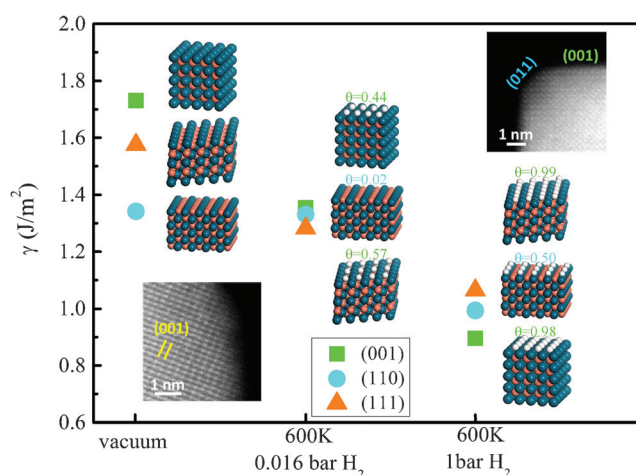 2.0
1.8
1.6
1.4
1.2
1.0
0.8
0.6
γ (J/m²)
(011)
(001)
1 nm
θ=0.44
θ=0.02
θ=0.57
θ=0.99
θ=0.50
θ=0.98
(001)
1 nm
(001)
(110)
(111)
vacuum
600K
0.016 bar H₂
600K
1bar H₂